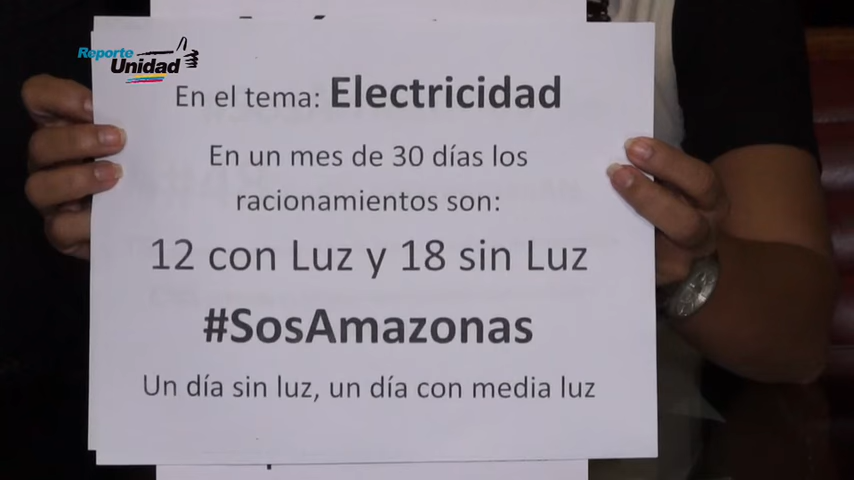 Reporte
Unidad
En el tema: Electricidad
En un mes de 30 días los
racionamientos son:
12 con Luz y 18 sin Luz
#SosAmazonas
Un día sin luz, un día con media luz